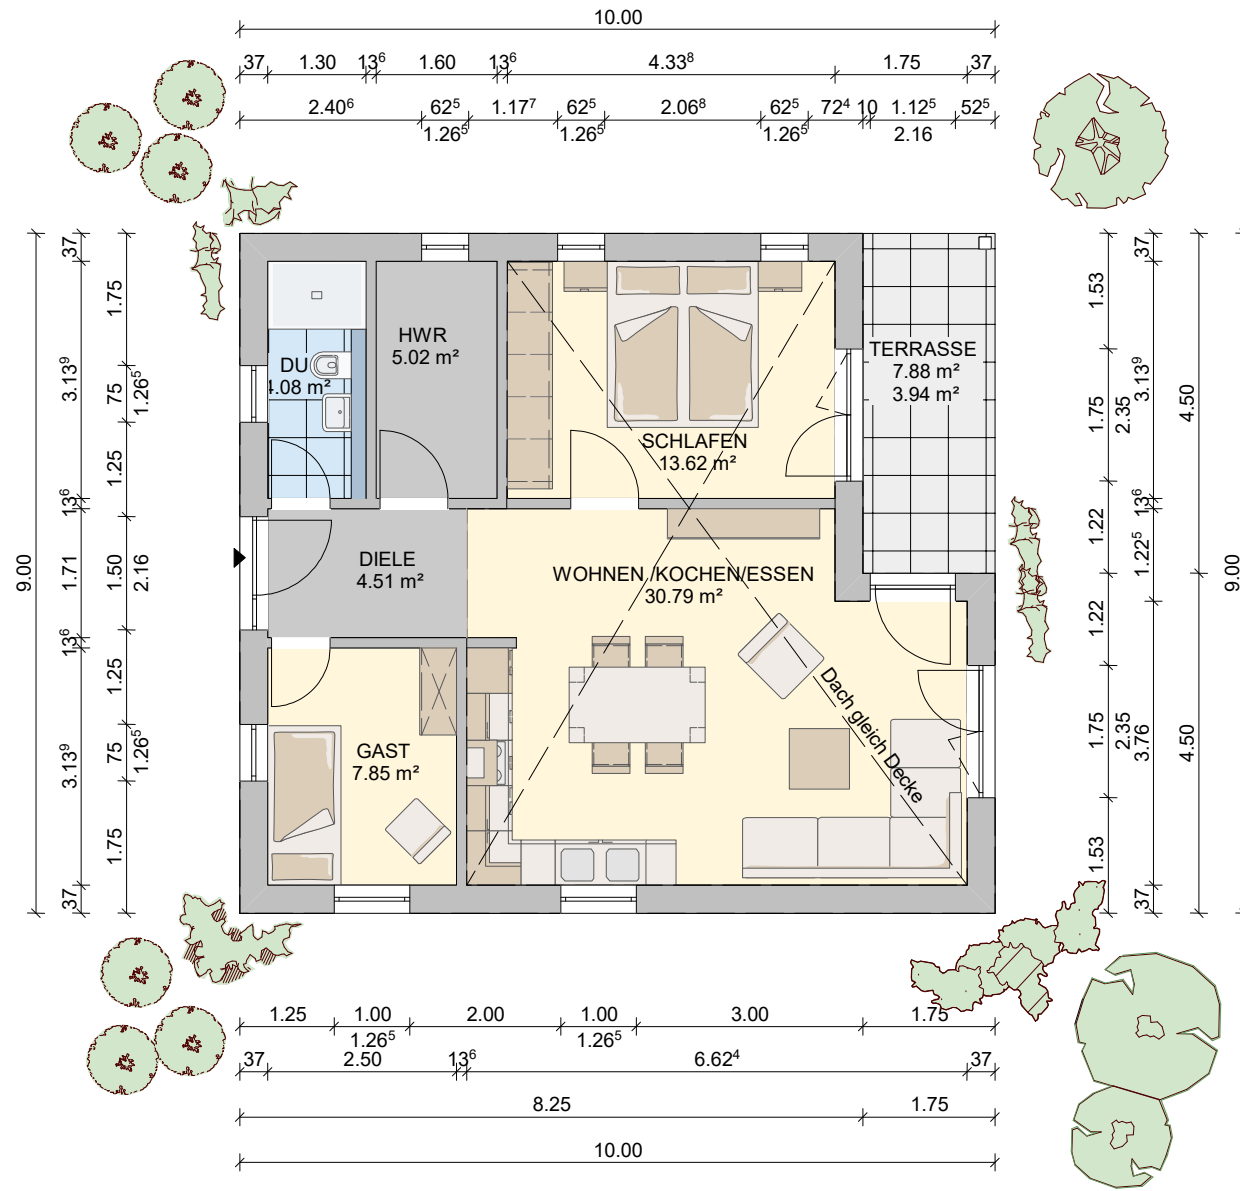 10.00
37 1.30 13⁶ 1.60 13⁶ 4.33⁸ 1.75 37
2.40⁶ 62⁵ 1.17⁷ 62⁵ 2.06⁸ 62⁵ 72⁴ 10 1.12⁵ 52⁵
1.26⁵ 1.26⁵ 1.26⁵ 2.16
9.00
37 3.13⁹ 13⁶ 1.71 13⁶ 3.13⁹ 37
1.75 75 1.25 1.50 1.25 75 1.75
1.26⁵ 2.16 1.26⁵
DU
4.08 m²
HWR
5.02 m²
SCHLAFEN
13.62 m²
TERRASSE
7.88 m²
3.94 m²
DIELE
4.51 m²
WOHNEN /KOCHEN/ESSEN
30.79 m²
GAST
7.85 m²
Dach gleich Decke
1.53 1.75 1.22 1.22 1.75 1.53
2.35 2.35
37 3.13⁹ 13⁶ 1.22⁵ 3.76 37
4.50 4.50
9.00
1.25 1.00 2.00 1.00 3.00 1.75
1.26⁵ 1.26⁵
37 2.50 13⁶ 6.62⁴ 37
8.25 1.75
10.00